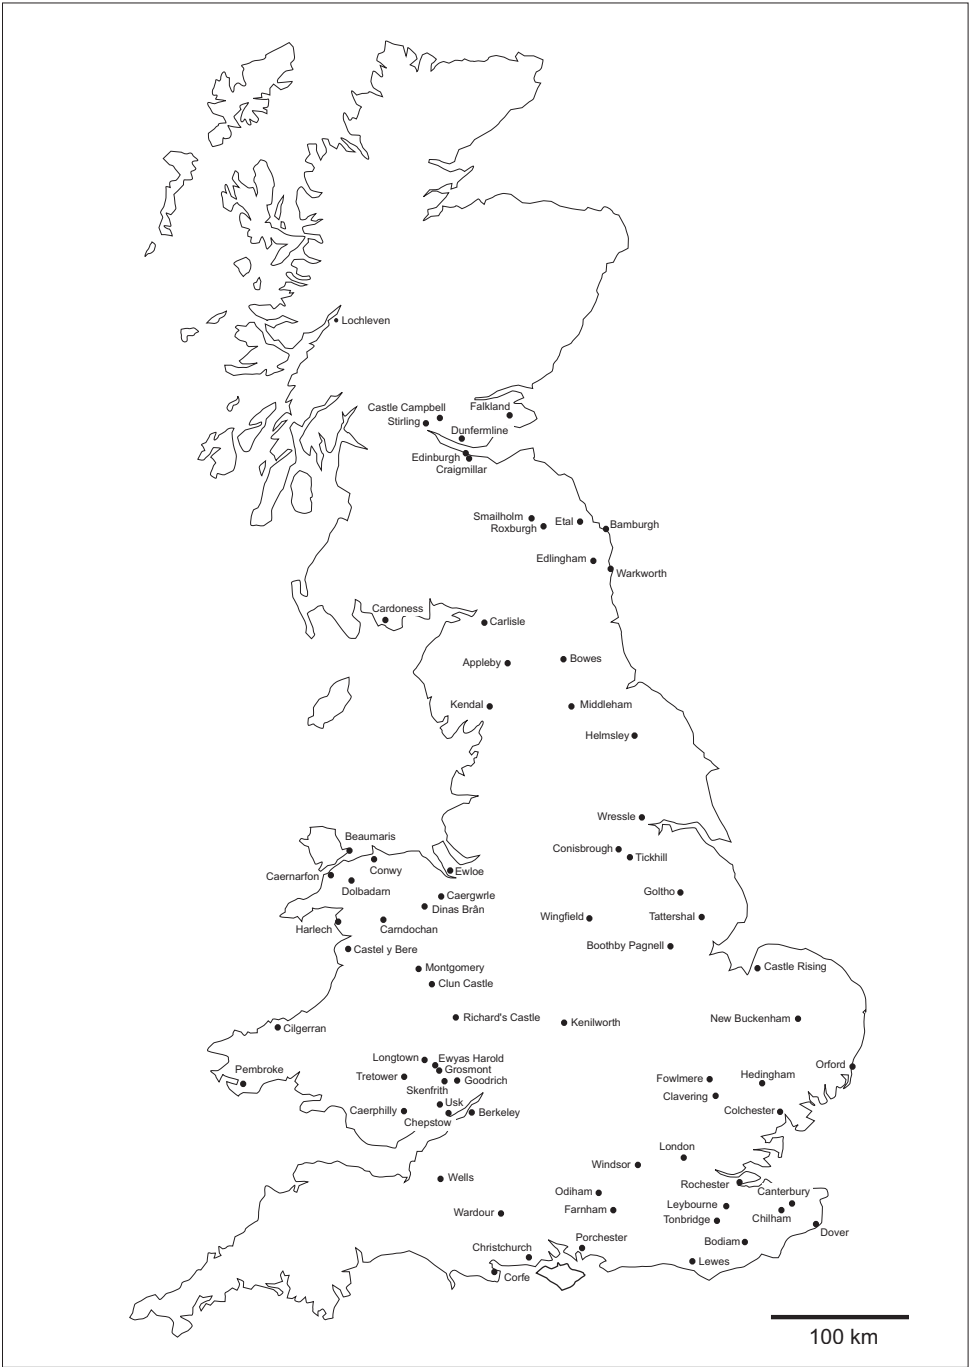 Lochleven
Castle Campbell
Falkland
Stirling
Dunfermline
Edinburgh
Craigmillar
Smailholm
Roxburgh
Etal
Bamburgh
Edlingham
Warkworth
Cardoness
Carlisle
Appleby
Bowes
Kendal
Middleham
Helmsley
Wressle
Beaumaris
Conisbrough
Tickhill
Conwy
Ewloe
Caernarfon
Dolbadarn
Goltho
Caergwrle
Dinas Brân
Wingfield
Tattershal
Harlech
Carndochan
Boothby Pagnell
Castel y Bere
Montgomery
Castle Rising
Clun Castle
Richard's Castle
Kenilworth
New Buckenham
Cilgerran
Longtown
Ewyas Harold
Orford
Pembroke
Grosmont
Tretower
Goodrich
Fowlmere
Hedingham
Skenfrith
Clavering
Usk
Caerphilly
Berkeley
Colchester
Chepstow
London
Windsor
Wells
Rochester
Odiham
Canterbury
Leybourne
Farnham
Wardour
Tonbridge
Chilham
Dover
Porchester
Bodiam
Christchurch
Lewes
Corfe
100 km